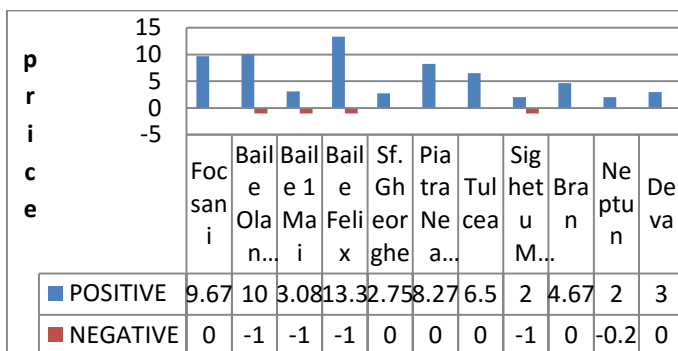 price
15
10
5
0
-5
Focsani
Baile Olan...
Baile 1 Mai
Baile Felix
Sf. Gheorghe
Piatra Nea...
Tulcea
Sighetu M...
Bran
Neptun
Deva
POSITIVE 9.67 10 3.08 13.3 2.75 8.27 6.5 2 4.67 2 3
NEGATIVE 0 -1 -1 -1 0 0 0 -1 0 -0.2 0